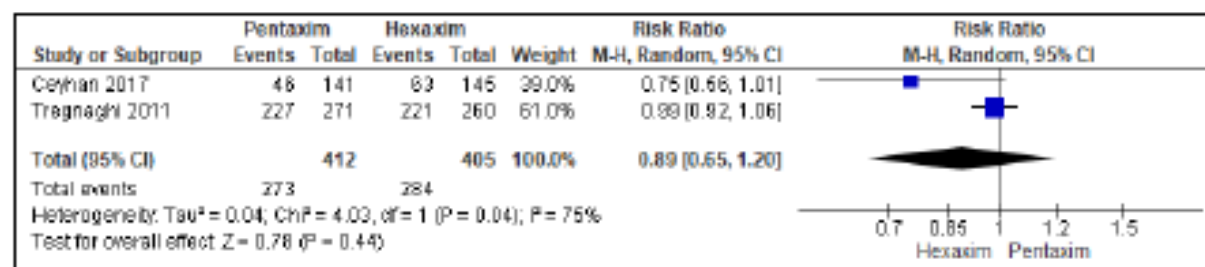 Pentaxim Hexaxim Risk Ratio Risk Ratio
Study or Subgroup Events Total Events Total Weight M-H, Random, 95% CI M-H, Random, 95% CI
Ceyhan 2017 46 141 63 145 39.0% 0.75 [0.56, 1.01]
Tregnaghi 2011 227 271 221 260 61.0% 0.99 [0.92, 1.06]
Total (95% CI) 412 405 100.0% 0.89 [0.65, 1.20]
Total events 273 284
Heterogeneity: Tau² = 0.04; Chi² = 4.03, df = 1 (P = 0.04); I² = 75%
Test for overall effect: Z = 0.78 (P = 0.44)
0.7 0.85 1 1.2 1.5
Hexaxim Pentaxim